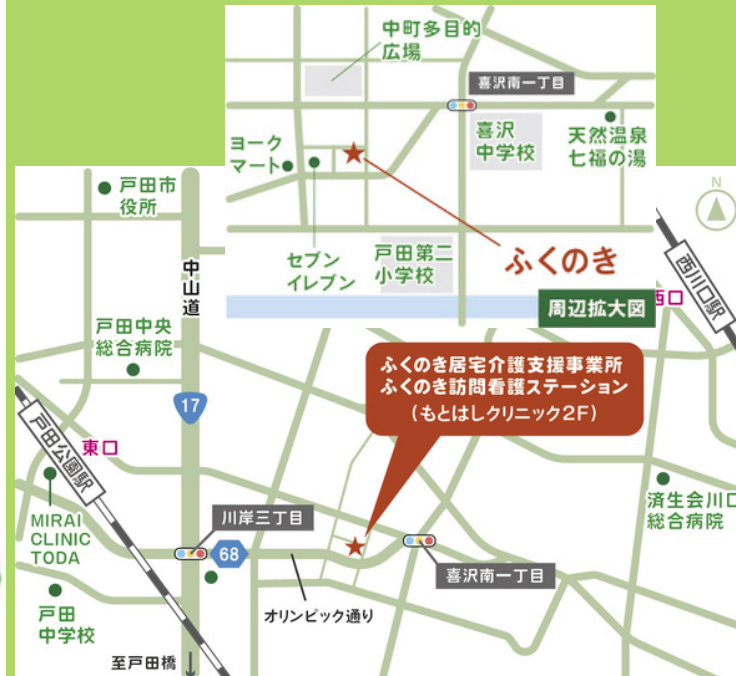 中町多目的
広場
喜沢南一丁目
喜沢
中学校
天然温泉
七福の湯
ヨーク
マート
セブン
イレブン
戸田第二
小学校
ふくのき
周辺拡大図
戸田市
役所
中山道
N
西川口駅
西口
戸田中央
総合病院
17
ふくのき居宅介護支援事業所
ふくのき訪問看護ステーション
(もとはしクリニック2F)
戸田公園駅
東口
済生会川口
総合病院
MIRAI
CLINIC
TODA
川岸三丁目
68
喜沢南一丁目
オリンピック通り
戸田
中学校
至戸田橋